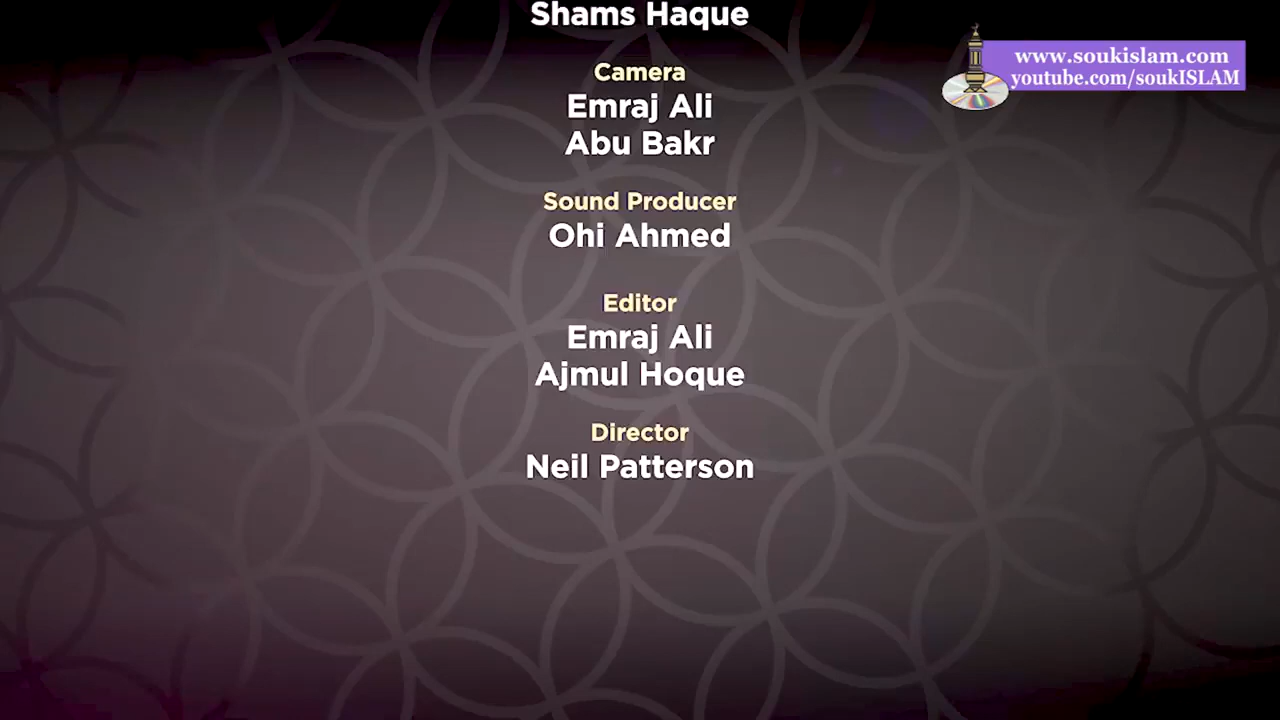 Shams Haque
www.soukislam.com
youtube.com/soukISLAM
Camera
Emraj Ali
Abu Bakr
Sound Producer
Ohi Ahmed
Editor
Emraj Ali
Ajmul Hoque
Director
Neil Patterson